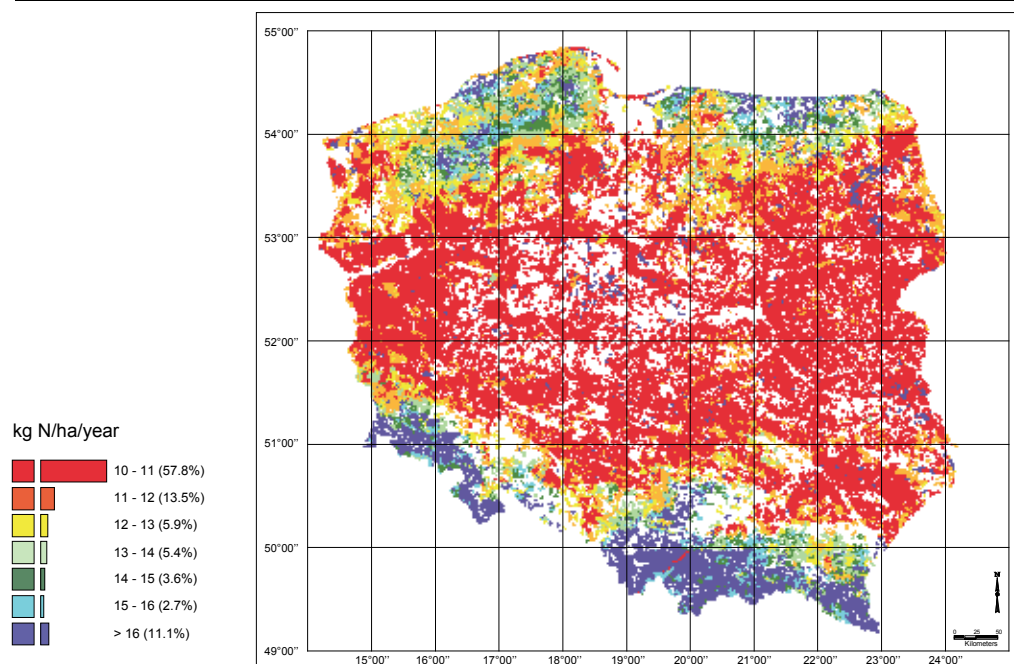 55°00''
54°00''
53°00''
52°00''
51°00''
50°00''
49°00''
15°00''
16°00''
17°00''
18°00''
19°00''
20°00''
21°00''
22°00''
23°00''
24°00''
kg N/ha/year
10 - 11 (57.8%)
11 - 12 (13.5%)
12 - 13 (5.9%)
13 - 14 (5.4%)
14 - 15 (3.6%)
15 - 16 (2.7%)
> 16 (11.1%)
N
0 25 50
Kilometers